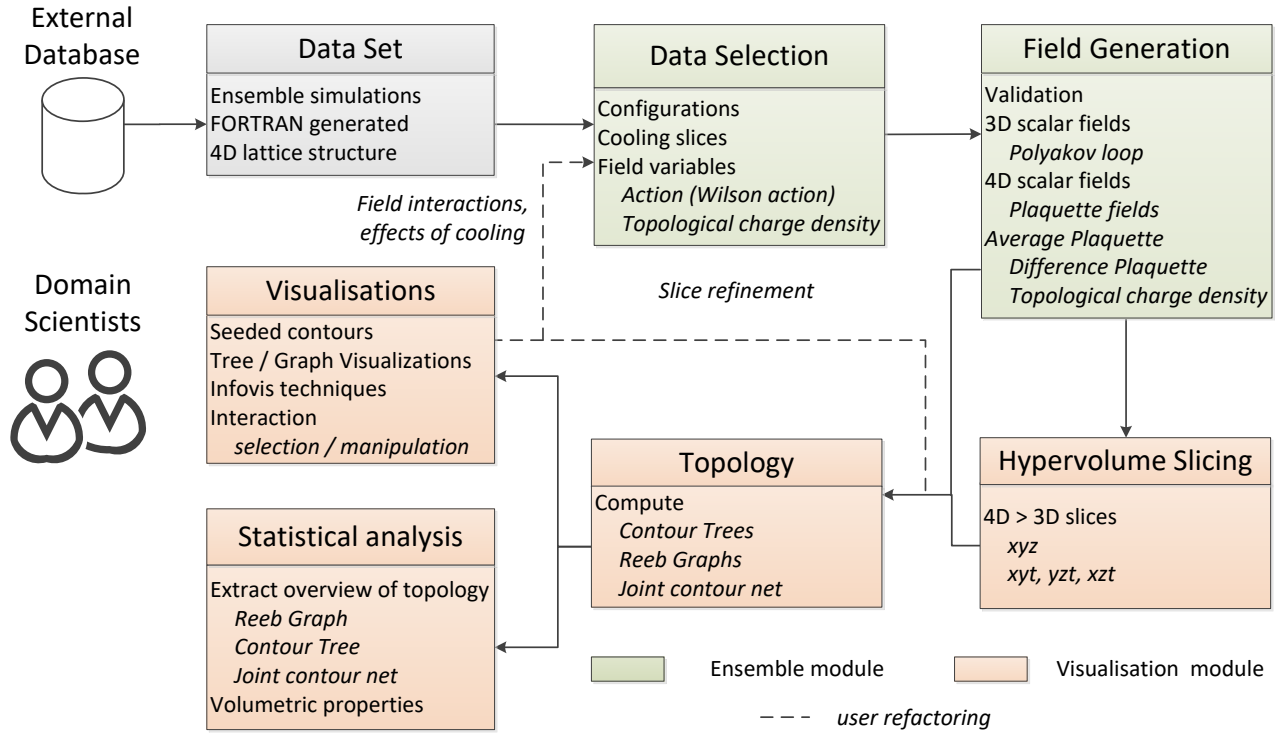 External
Database
Data Set
Ensemble simulations
FORTRAN generated
4D lattice structure
Data Selection
Configurations
Cooling slices
Field variables
Action (Wilson action)
Topological charge density
Field Generation
Validation
3D scalar fields
Polyakov loop
4D scalar fields
Plaquette fields
Average Plaquette
Difference Plaquette
Topological charge density
Field interactions,
effects of cooling
Slice refinement
Domain
Scientists
Visualisations
Seeded contours
Tree / Graph Visualizations
Infovis techniques
Interaction
selection / manipulation
Topology
Compute
Contour Trees
Reeb Graphs
Joint contour net
Hypervolume Slicing
4D > 3D slices
xyz
xyt, yzt, xzt
Statistical analysis
Extract overview of topology
Reeb Graph
Contour Tree
Joint contour net
Volumetric properties
Ensemble module
Visualisation module
user refactoring